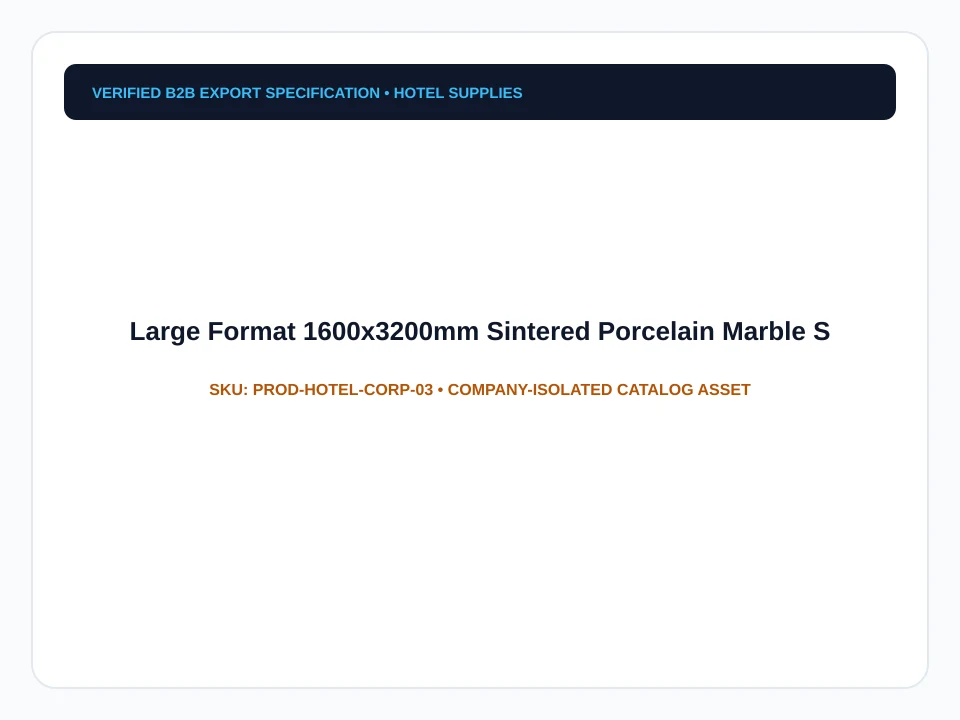 VERIFIED B2B EXPORT SPECIFICATION • HOTEL SUPPLIES
Large Format 1600x3200mm Sintered Porcelain Marble S
SKU: PROD-HOTEL-CORP-03 • COMPANY-ISOLATED CATALOG ASSET